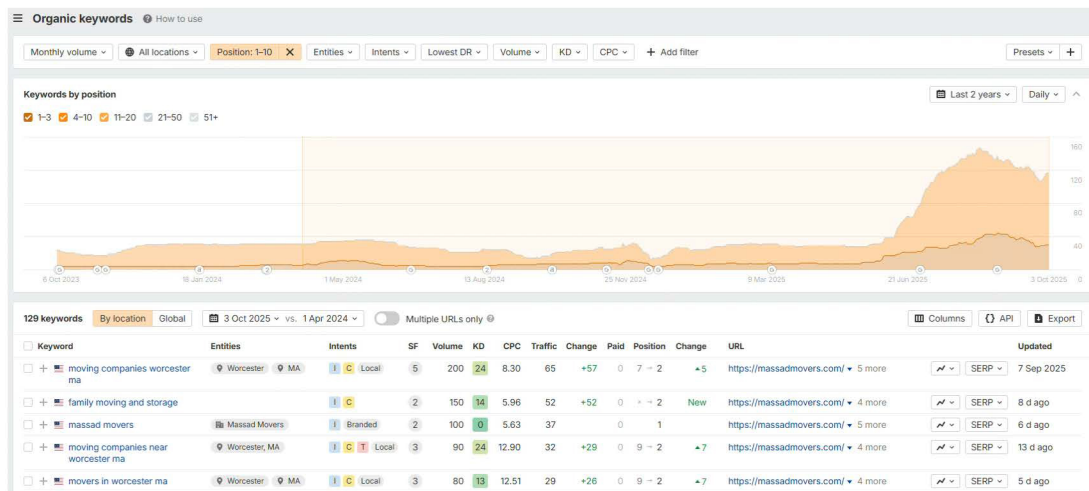 Organic keywords How to use
Monthly volume All locations Position: 1–10 Entities Intents Lowest DR Volume KD CPC + Add filter Presets +
Keywords by position Last 2 years Daily
1–3 4–10 11–20 21–50 51+
160
120
80
40
6 Oct 2023 18 Jan 2024 1 May 2024 13 Aug 2024 25 Nov 2024 9 Mar 2025 21 Jun 2025 3 Oct 2025 0
129 keywords By location Global 3 Oct 2025 vs. 1 Apr 2024 Multiple URLs only Columns API Export
Keyword Entities Intents SF Volume KD CPC Traffic Change Paid Position Change URL Updated
moving companies worcester Worcester MA I C Local 5 200 24 8.30 65 +57 0 7 → 2 5 https://massadmovers.com/ 5 more SERP 7 Sep 2025
ma
family moving and storage I C 2 150 14 5.96 52 +52 0 → 2 New https://massadmovers.com/ 4 more SERP 8 d ago
massad movers Massad Movers I Branded 2 100 0 5.63 37 0 1 https://massadmovers.com/ 5 more SERP 6 d ago
moving companies near Worcester, MA I C T Local 3 90 24 12.90 32 +29 0 9 → 2 7 https://massadmovers.com/ 4 more SERP 13 d ago
worcester ma
movers in worcester ma Worcester MA I C Local 3 80 13 12.51 29 +26 0 9 → 2 7 https://massadmovers.com/ 4 more SERP 5 d ago